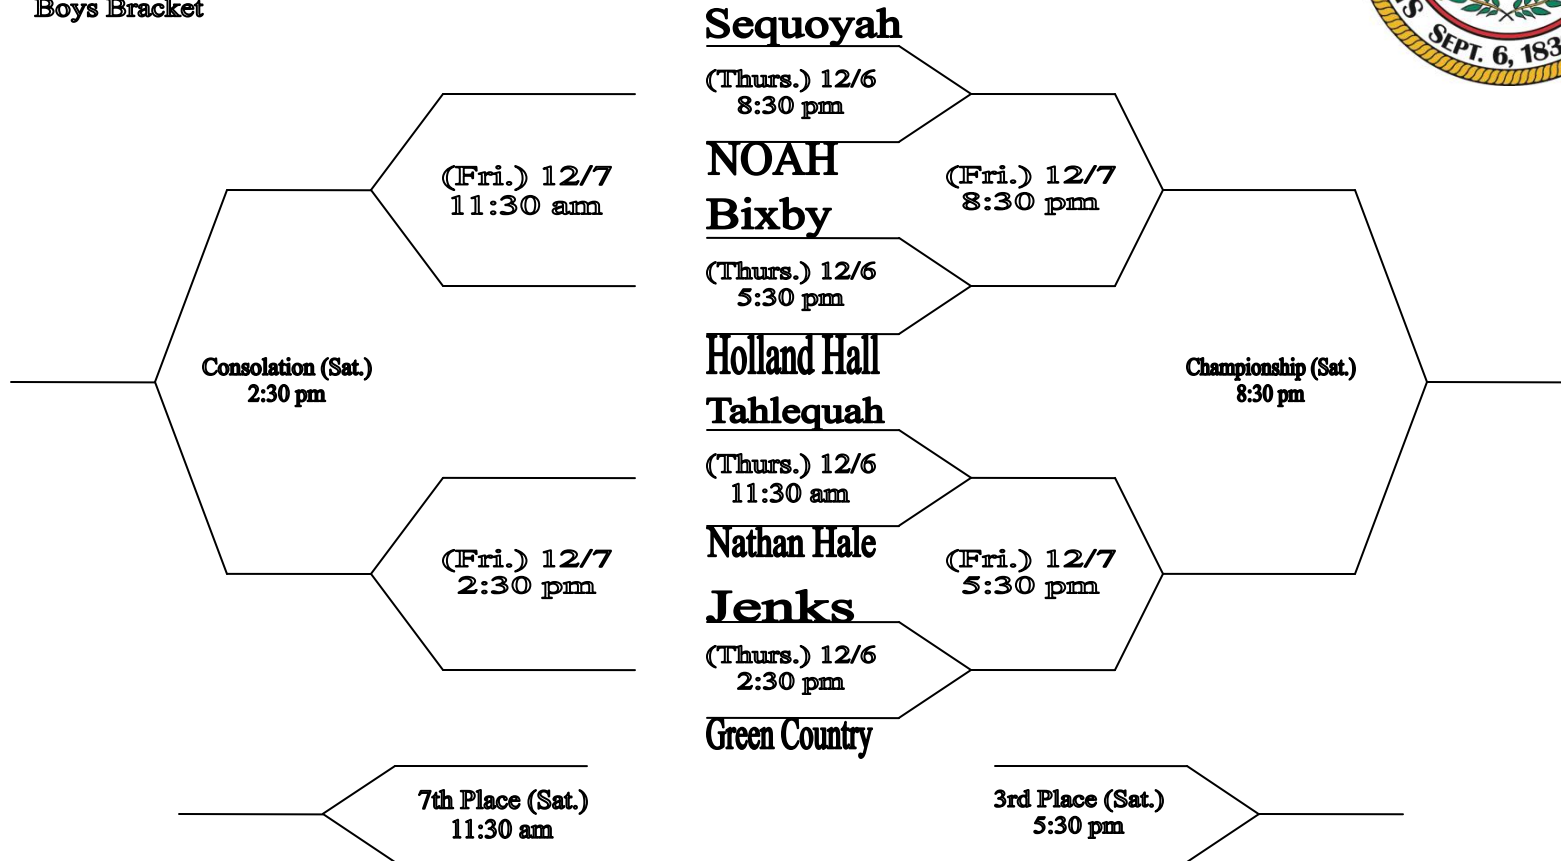 Boys Bracket
Sequoyah
(Thurs.) 12/6
8:30 pm
NOAH
Bixby
(Thurs.) 12/6
5:30 pm
Holland Hall
Tahlequah
(Thurs.) 12/6
11:30 am
Nathan Hale
Jenks
(Thurs.) 12/6
2:30 pm
Green Country
(Fri.) 12/7
11:30 am
(Fri.) 12/7
2:30 pm
Consolation (Sat.)
2:30 pm
7th Place (Sat.)
11:30 am
(Fri.) 12/7
8:30 pm
(Fri.) 12/7
5:30 pm
Championship (Sat.)
8:30 pm
3rd Place (Sat.)
5:30 pm
SEPT. 6, 183